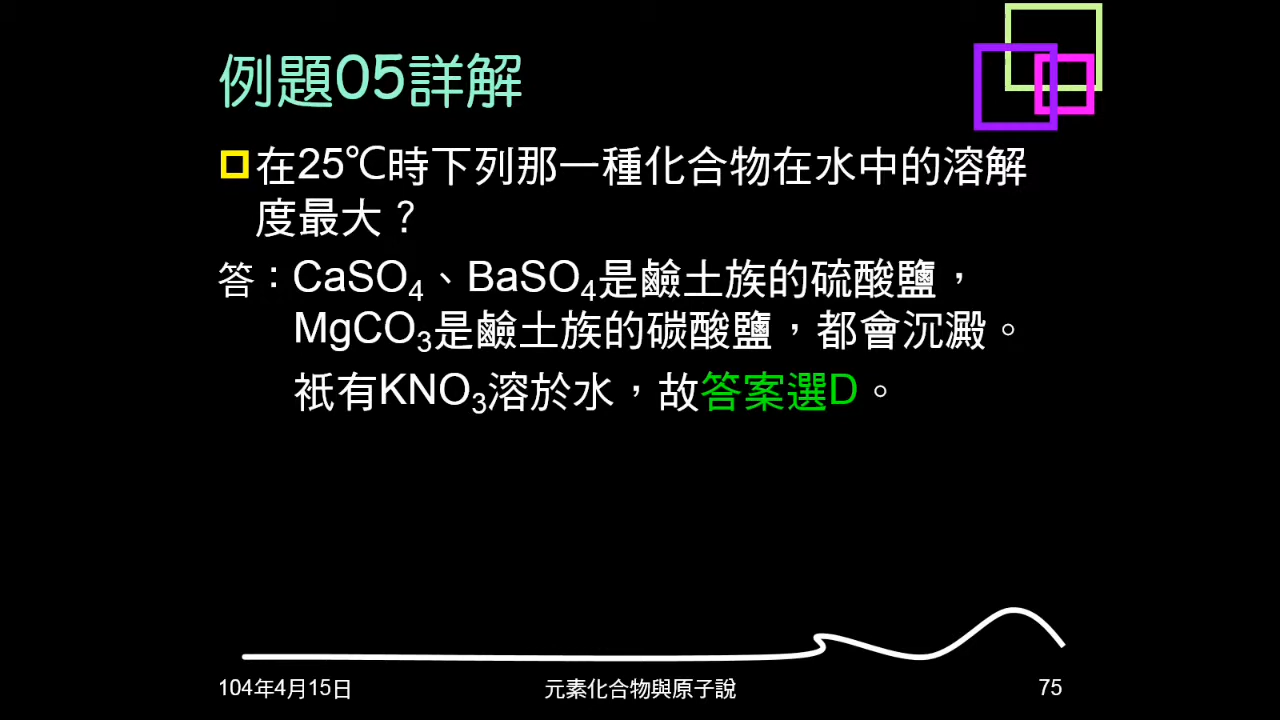 例題05詳解
在25℃時下列那一種化合物在水中的溶解
度最大？
答：CaSO₄、BaSO₄是鹼土族的硫酸鹽，
MgCO₃是鹼土族的碳酸鹽，都會沉澱。
祇有KNO₃溶於水，故答案選D。
104年4月15日
元素化合物與原子說
75